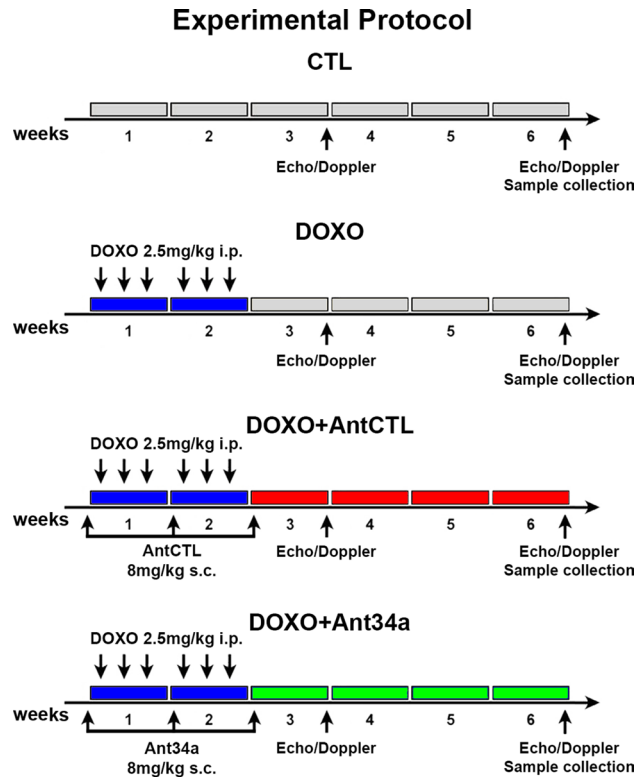 Experimental Protocol
CTL
weeks 1 2 3 4 5 6
Echo/Doppler Echo/Doppler
Sample collection
DOXO
DOXO 2.5mg/kg i.p.
weeks 1 2 3 4 5 6
Echo/Doppler Echo/Doppler
Sample collection
DOXO+AntCTL
DOXO 2.5mg/kg i.p.
weeks 1 2 3 4 5 6
AntCTL Echo/Doppler Echo/Doppler
8mg/kg s.c. Sample collection
DOXO+Ant34a
DOXO 2.5mg/kg i.p.
weeks 1 2 3 4 5 6
Ant34a Echo/Doppler Echo/Doppler
8mg/kg s.c. Sample collection